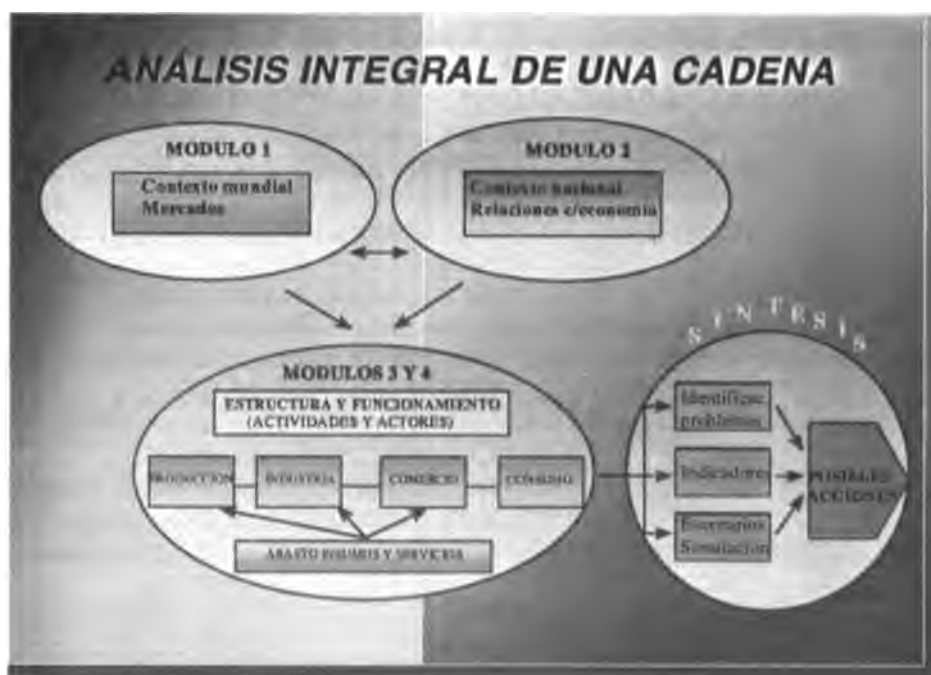 ANÁLISIS INTEGRAL DE UNA CADENA
MODULO 1
Contexto mundial
Mercados
MODULO 2
Contexto nacional
Relaciones c/economía
MODULOS 3 Y 4
ESTRUCTURA Y FUNCIONAMIENTO
(ACTIVIDADES Y ACTORES)
PRODUCCION
INDUSTRIA
COMERCIO
CONSUMO
ABASTO INSUMOS Y SERVICIOS
SINTESIS
Identificar
problemas
Indicadores
Escenarios
Simulación
POSIBLES
ACCIONES